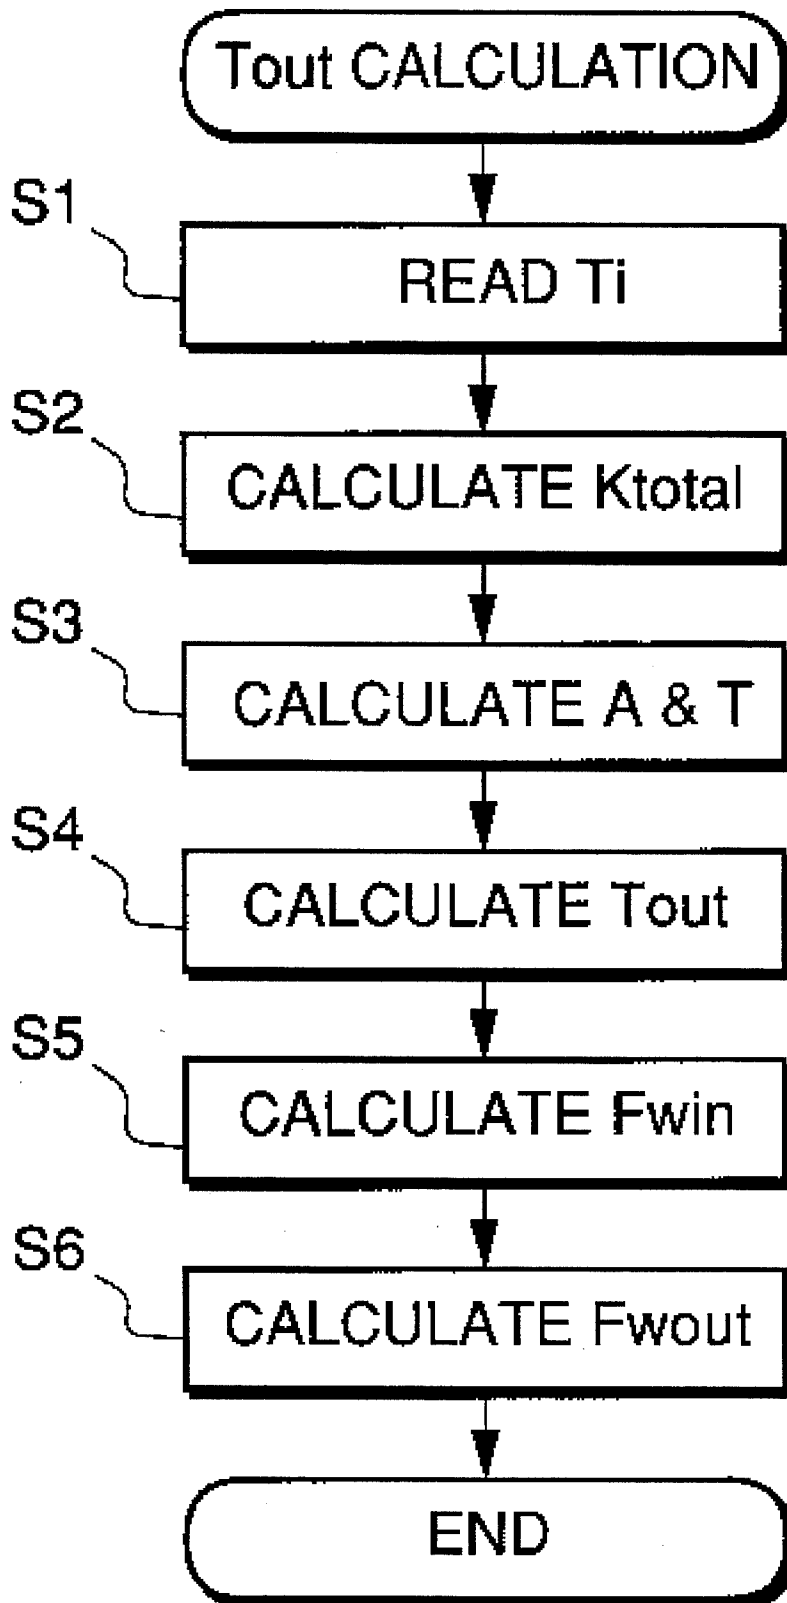 Tout CALCULATION
S1
READ Ti
S2
CALCULATE Ktotal
S3
CALCULATE A & T
S4
CALCULATE Tout
S5
CALCULATE Fwin
S6
CALCULATE Fwout
END